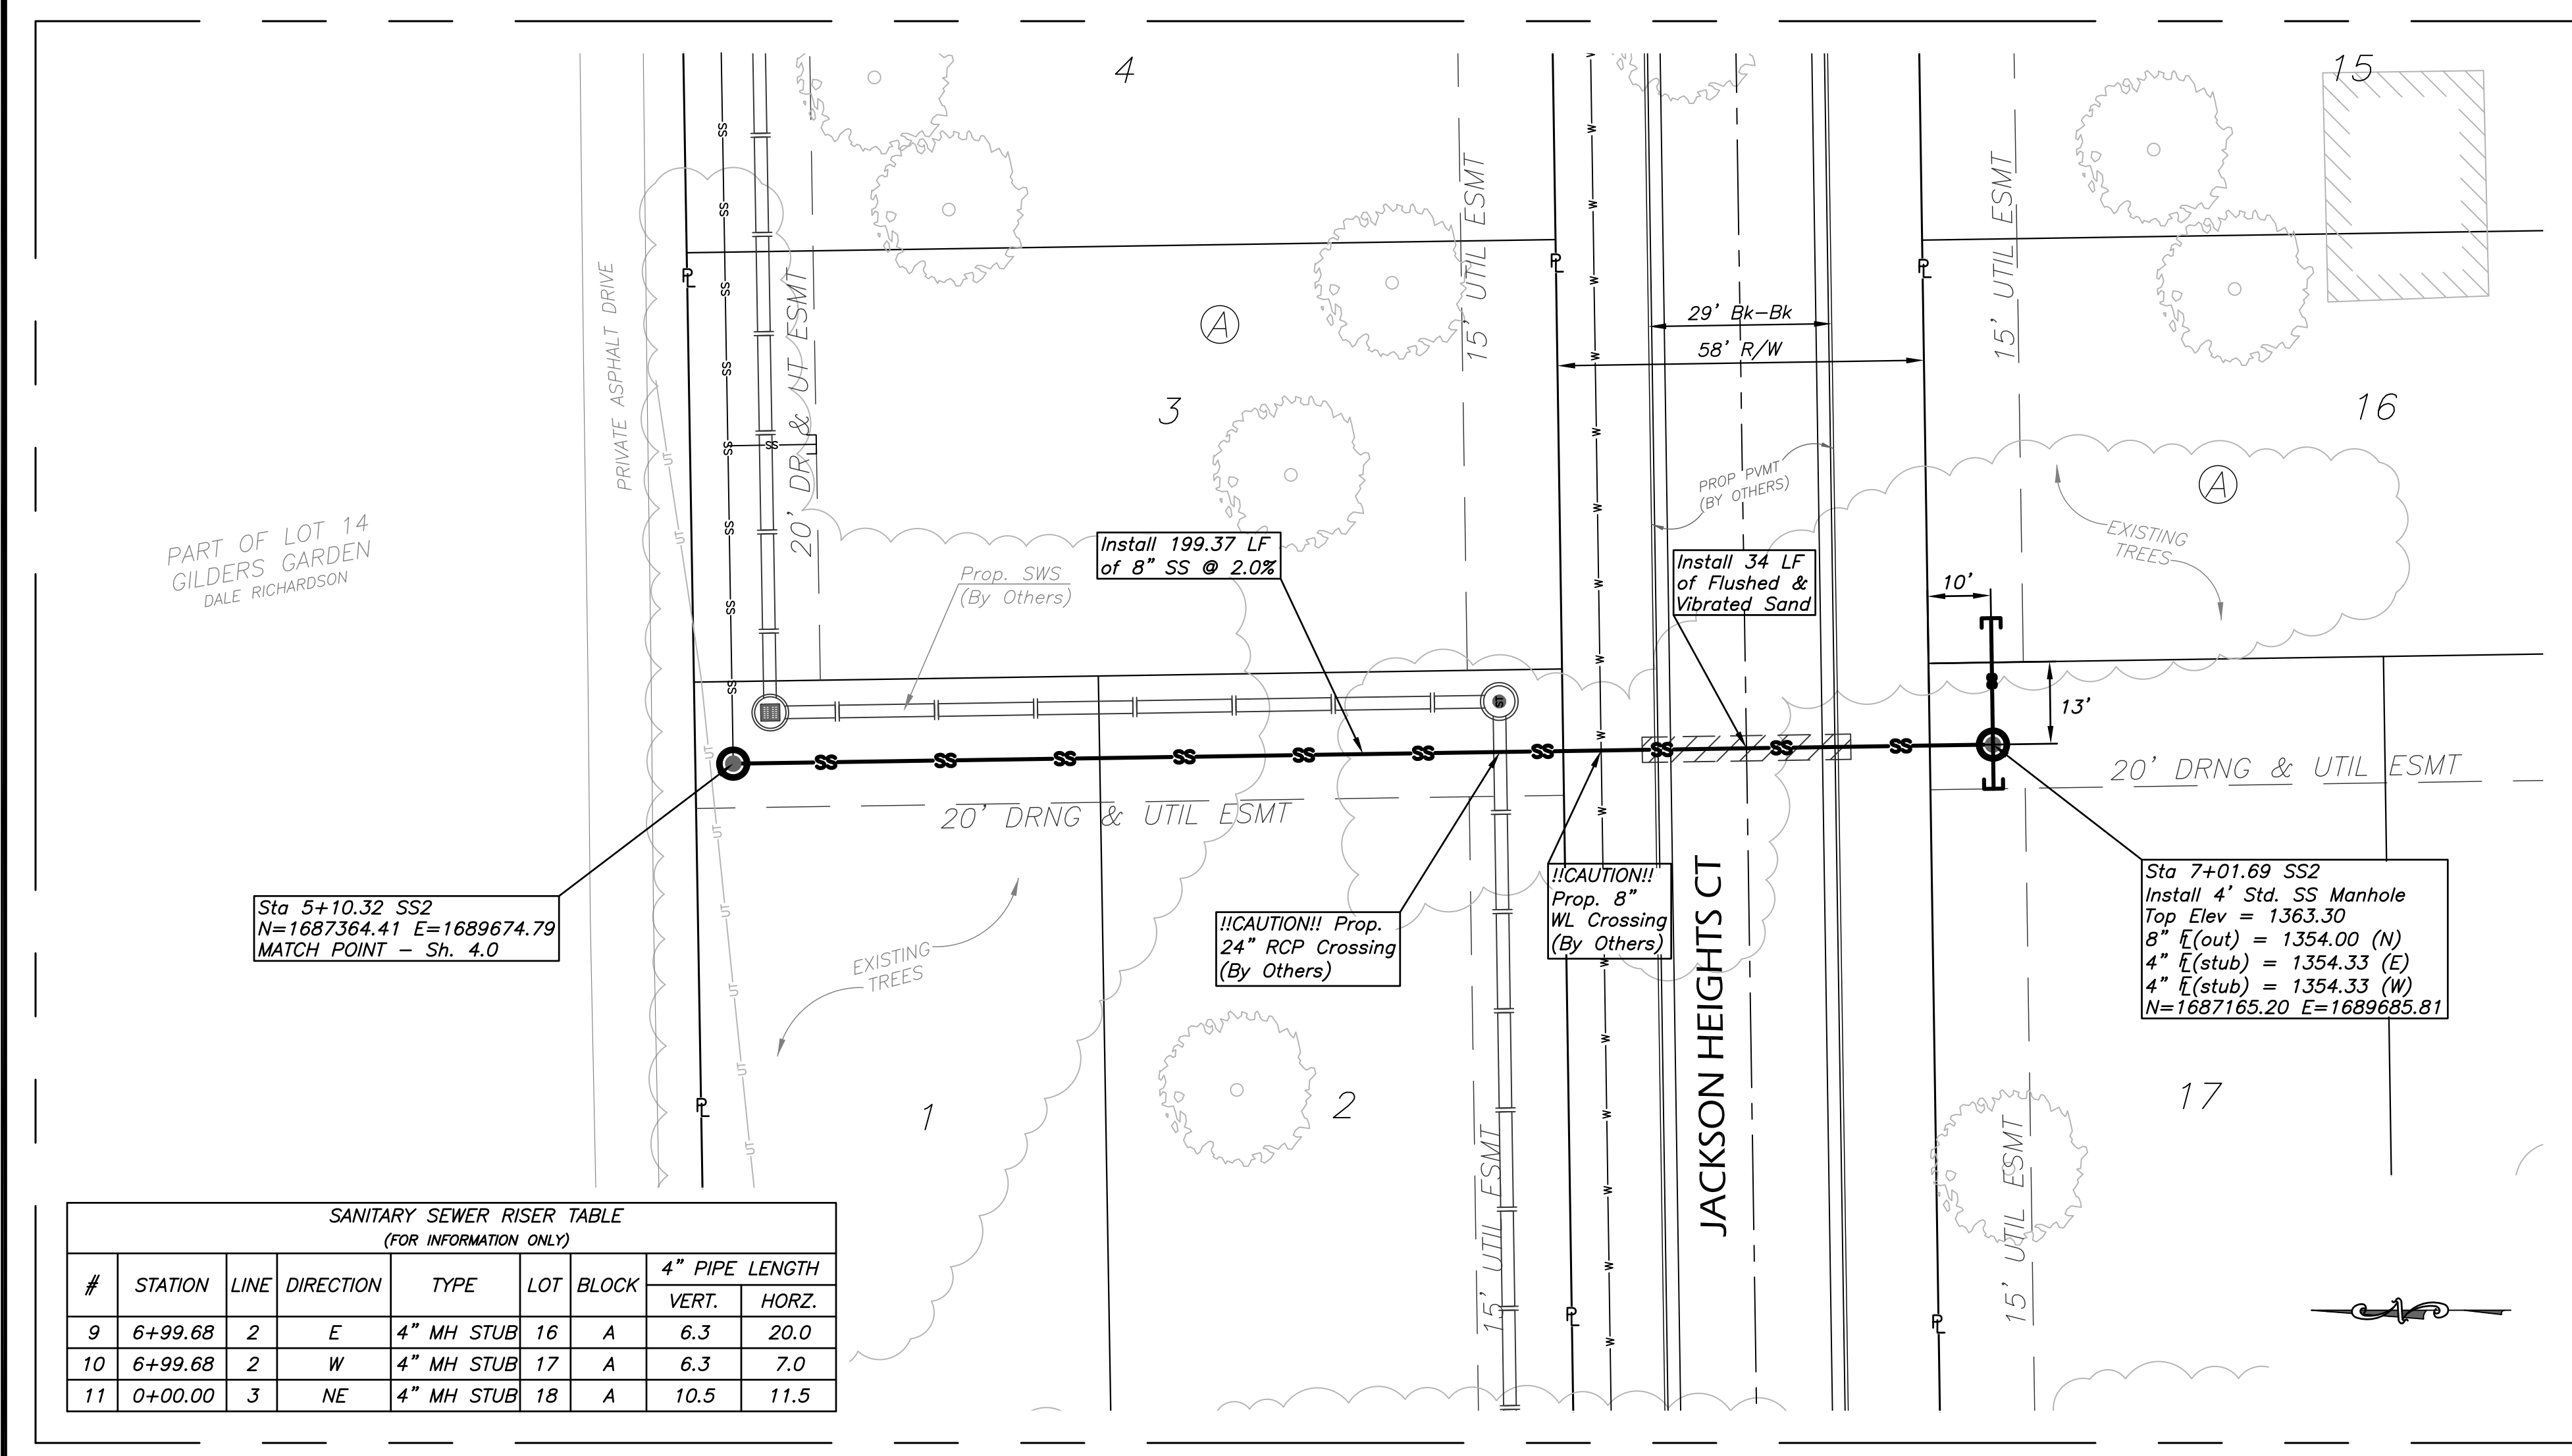 4
15
PRIVATE ASPHALT DRIVE
20' DR & UT ESMT
15' UTIL ESMT
15' UTIL ESMT
A
29' Bk-Bk
58' R/W
3
16
A
PROP PVMT
(BY OTHERS)
EXISTING
TREES
PART OF LOT 14
GILDERS GARDEN
DALE RICHARDSON
Prop. SWS
(By Others)
Install 199.37 LF
of 8" SS @ 2.0%
Install 34 LF
of Flushed &
Vibrated Sand
10'
13'
20' DRNG & UTIL ESMT
20' DRNG & UTIL ESMT
Sta 5+10.32 SS2
N=1687364.41 E=1689674.79
MATCH POINT - Sh. 4.0
EXISTING
TREES
!!CAUTION!! Prop.
24" RCP Crossing
(By Others)
!!CAUTION!!
Prop. 8"
WL Crossing
(By Others)
JACKSON HEIGHTS CT
Sta 7+01.69 SS2
Install 4' Std. SS Manhole
Top Elev = 1363.30
8" FL(out) = 1354.00 (N)
4" FL(stub) = 1354.33 (E)
4" FL(stub) = 1354.33 (W)
N=1687165.20 E=1689685.81
1
2
17
15' UTIL ESMT
15' UTIL ESMT
SANITARY SEWER RISER TABLE
(FOR INFORMATION ONLY)
# STATION LINE DIRECTION TYPE LOT BLOCK 4" PIPE LENGTH
VERT. HORZ.
9 6+99.68 2 E 4" MH STUB 16 A 6.3 20.0
10 6+99.68 2 W 4" MH STUB 17 A 6.3 7.0
11 0+00.00 3 NE 4" MH STUB 18 A 10.5 11.5
SS SS SS SS SS SS SS SS SS SS
N